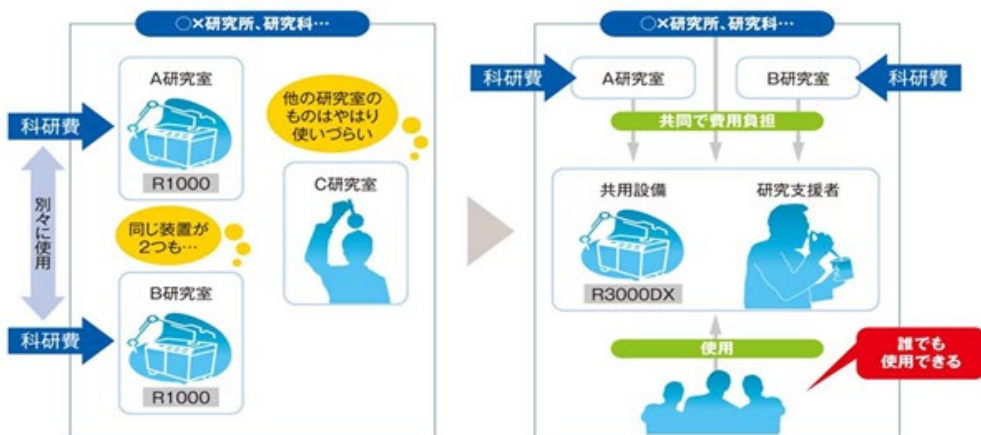 ○×研究所、研究科…
A研究室
科研費
R1000
他の研究室の
ものはやはり
使いづらい
C研究室
別々に使用
同じ装置が
2つも…
B研究室
科研費
R1000
○×研究所、研究科…
科研費
A研究室
B研究室
科研費
共同で費用負担
共用設備
研究支援者
R3000DX
使用
誰でも
使用できる